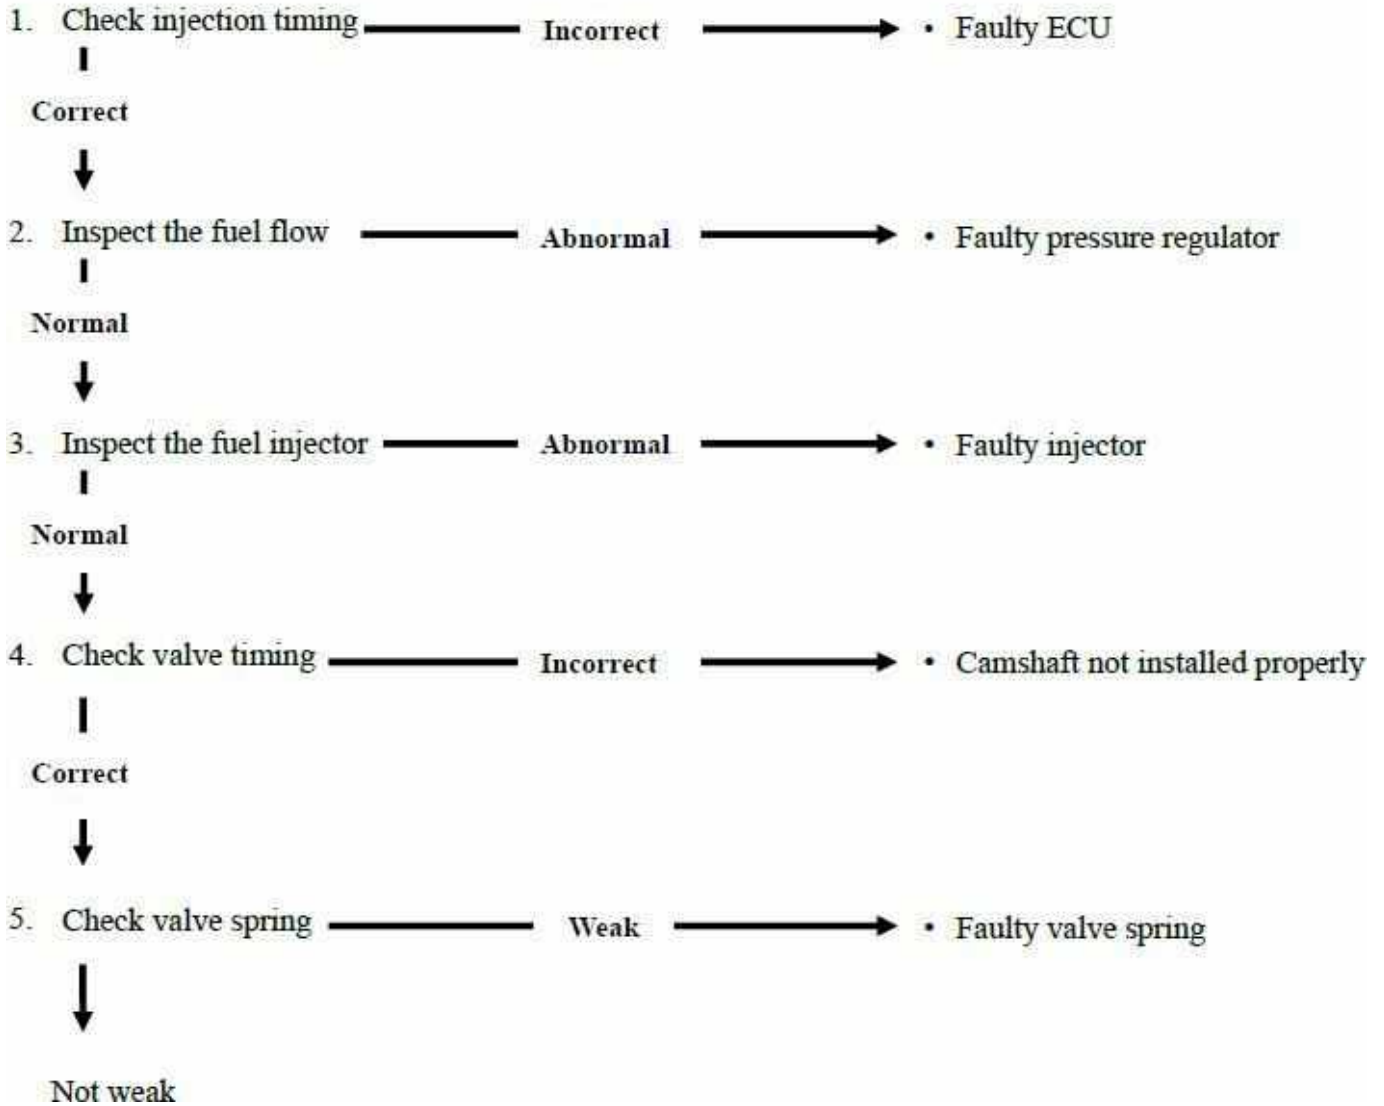 1. Check injection timing Incorrect • Faulty ECU
Correct
2. Inspect the fuel flow Abnormal • Faulty pressure regulator
Normal
3. Inspect the fuel injector Abnormal • Faulty injector
Normal
4. Check valve timing Incorrect • Camshaft not installed properly
Correct
5. Check valve spring Weak • Faulty valve spring
Not weak